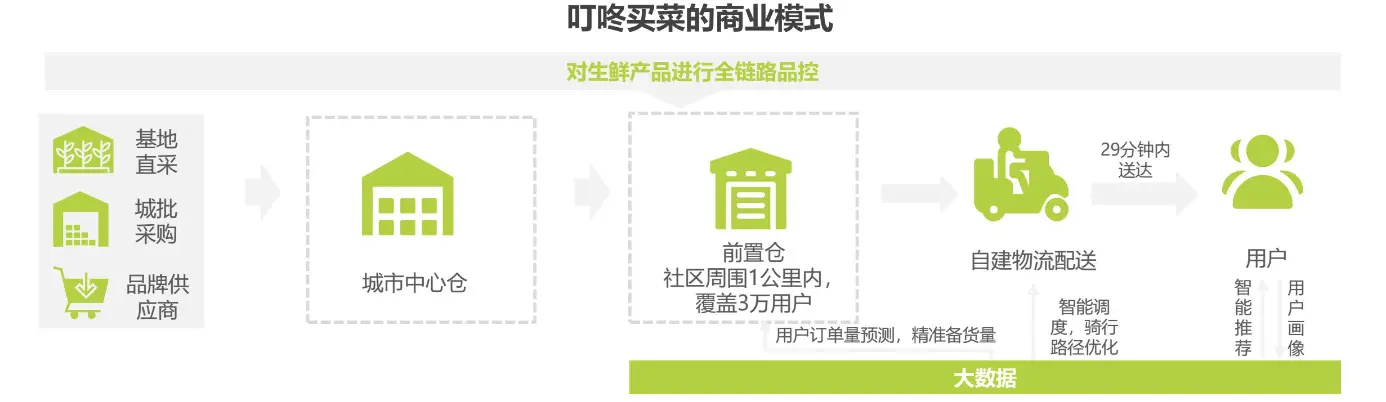 叮咚买菜的商业模式
对生鲜产品进行全链路品控
基地
直采
城批
采购
品牌供
应商
城市中心仓
前置仓
社区周围1公里内，
覆盖3万用户
自建物流配送
29分钟内
送达
用户
用户订单量预测，精准备货量
智能调
度，骑行
路径优化
智能推荐
用户画像
大数据